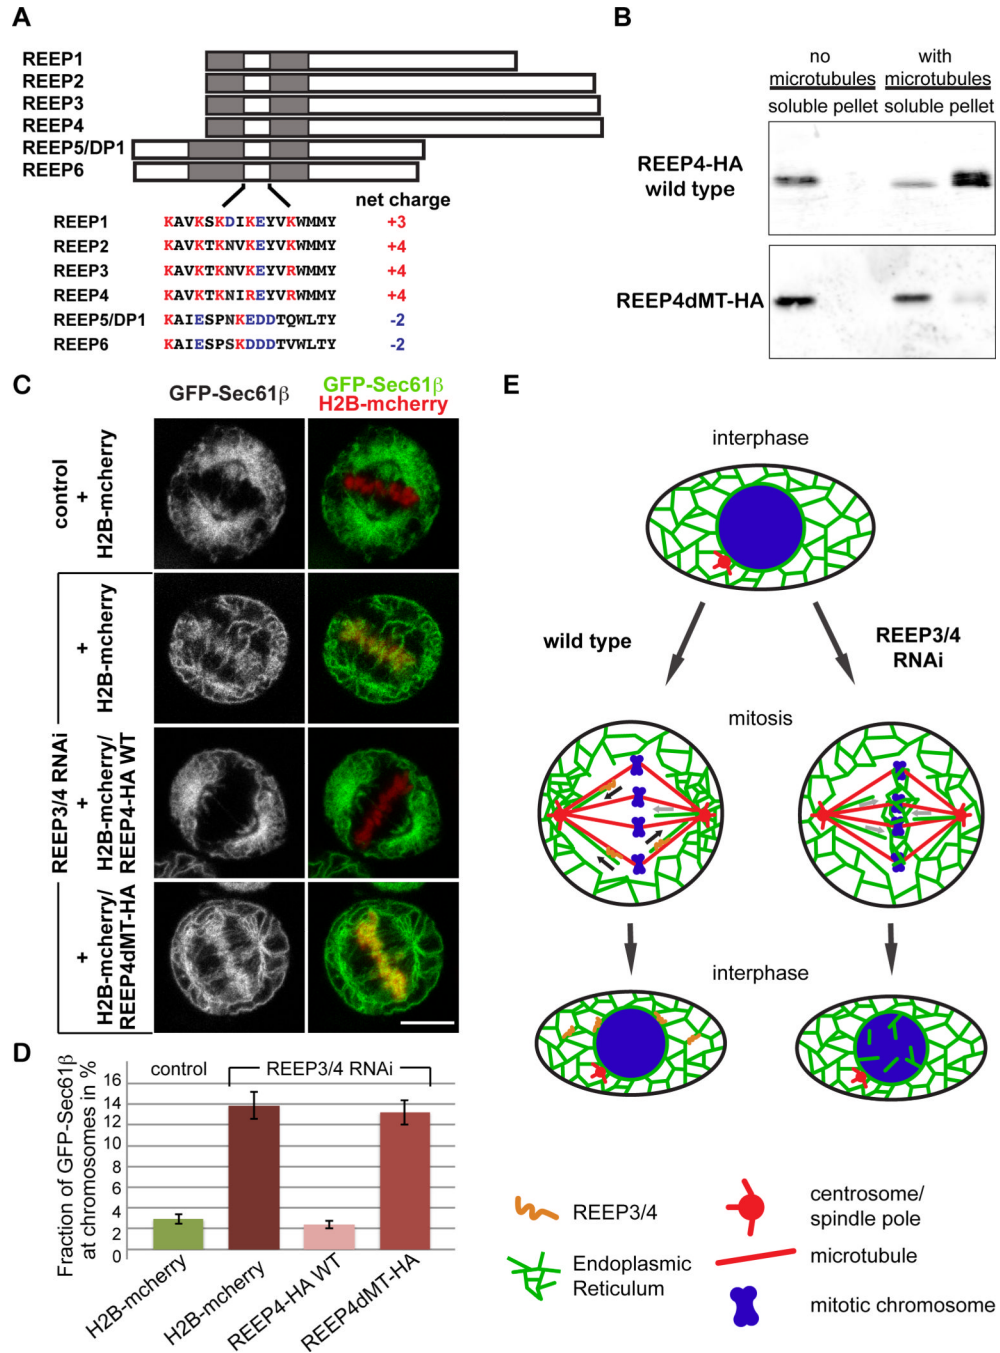 A
REEP1
REEP2
REEP3
REEP4
REEP5/DP1
REEP6
net charge
REEP1 KAVKSKDIKEYVKWMMY +3
REEP2 KAVKTKNVKEYVKWMMY +4
REEP3 KAVKTKNVKEYVRWMMY +4
REEP4 KAVKTKNIREYVRWMMY +4
REEP5/DP1 KAIESPNKEDDTQWLTY -2
REEP6 KAIESPSKDDDTVWLTY -2
B
no microtubules
with microtubules
soluble pellet soluble pellet
REEP4-HA
wild type
REEP4dMT-HA
C
GFP-Sec61β
GFP-Sec61β
H2B-mcherry
control
+
H2B-mcherry
REEP3/4 RNAi
+
H2B-mcherry
+
H2B-mcherry/
REEP4-HA WT
+
H2B-mcherry/
REEP4dMT-HA
D
control
REEP3/4 RNAi
Fraction of GFP-Sec61β
at chromosomes in %
16
14
12
10
8
6
4
2
0
H2B-mcherry
H2B-mcherry
REEP4-HA WT
REEP4dMT-HA
E
interphase
wild type
REEP3/4
RNAi
mitosis
interphase
REEP3/4
Endoplasmic
Reticulum
centrosome/
spindle pole
microtubule
mitotic chromosome